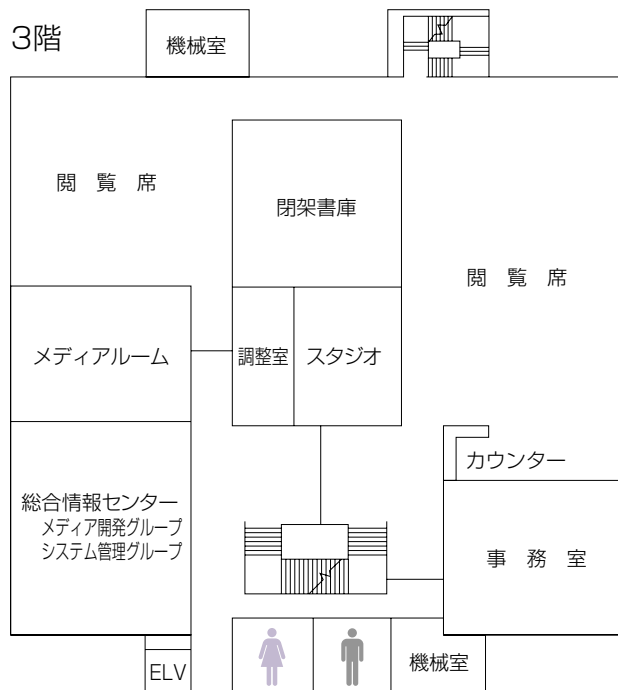 3階
機械室
閲覧席
閉架書庫
閲覧席
メディアルーム
調整室
スタジオ
カウンター
総合情報センター
メディア開発グループ
システム管理グループ
事務室
ELV
機械室